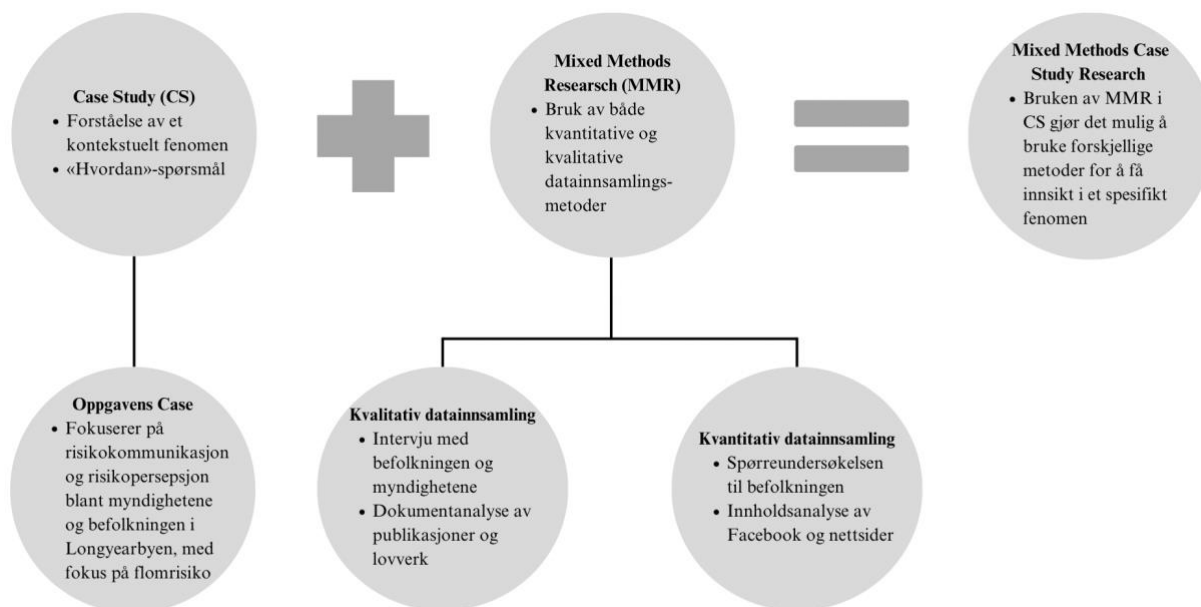 Case Study (CS)
• Forståelse av et
kontekstuelt fenomen
• «Hvordan»-spørsmål
Mixed Methods
Researsch (MMR)
• Bruk av både
kvantitative og
kvalitative
datainnsamlings-
metoder
Mixed Methods Case
Study Research
• Bruken av MMR i
CS gjør det mulig å
bruke forskjellige
metoder for å få
innsikt i et spesifikt
fenomen
Oppgavens Case
• Fokuserer på
risikokommunikasjon
og risikopersepsjon
blant myndighetene
og befolkningen i
Longyearbyen, med
fokus på flomrisiko
Kvalitativ datainnsamling
• Intervju med
befolkningen og
myndighetene
• Dokumentanalyse av
publikasjoner og
lovverk
Kvantitativ datainnsamling
• Spørreundersøkelsen
til befolkningen
• Innholdsanalyse av
Facebook og nettsider